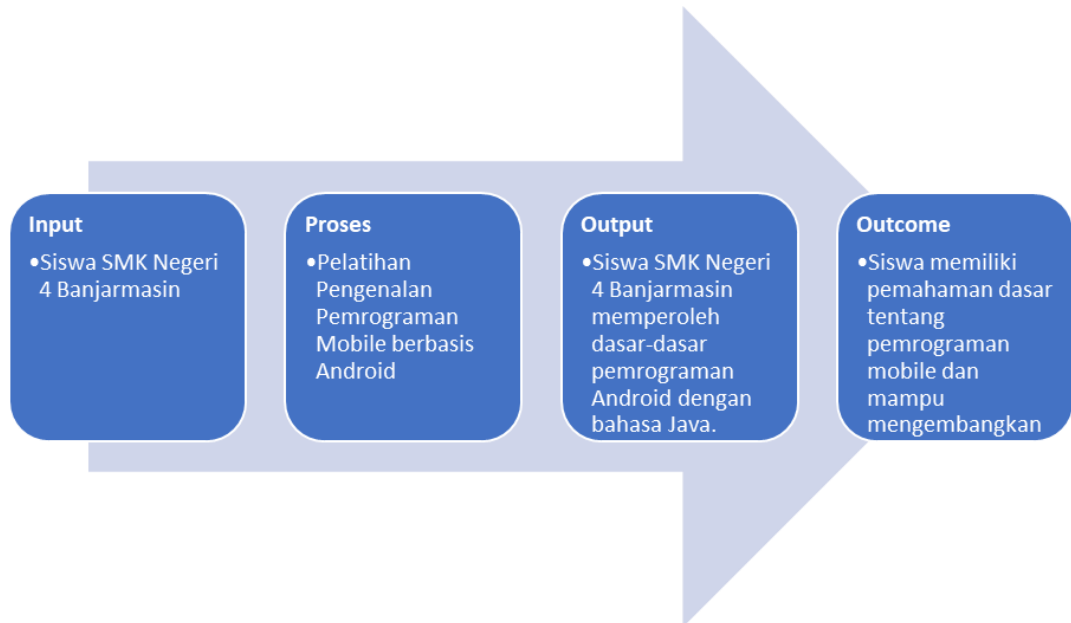 Input
•Siswa SMK Negeri
4 Banjarmasin
Proses
•Pelatihan
Pengenalan
Pemrograman
Mobile berbasis
Android
Output
•Siswa SMK Negeri
4 Banjarmasin
memperoleh
dasar-dasar
pemrograman
Android dengan
bahasa Java.
Outcome
•Siswa memiliki
pemahaman dasar
tentang
pemrograman
mobile dan
mampu
mengembangkan